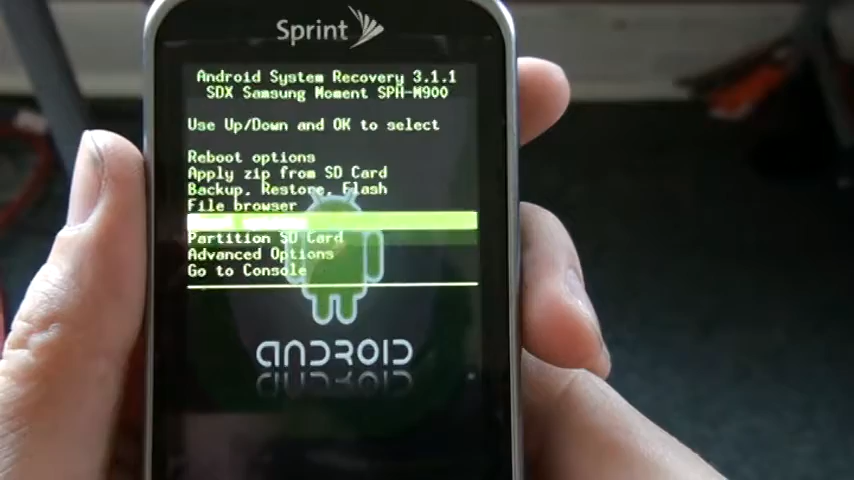 Sprint
Android System Recovery 3.1.1
SDX Samsung Moment SPH-M900
Use Up/Down and OK to select
Reboot options
Apply zip from SD Card
Backup, Restore, Flash
File browser
Partition SD Card
Advanced Options
Go to Console
ANDROID